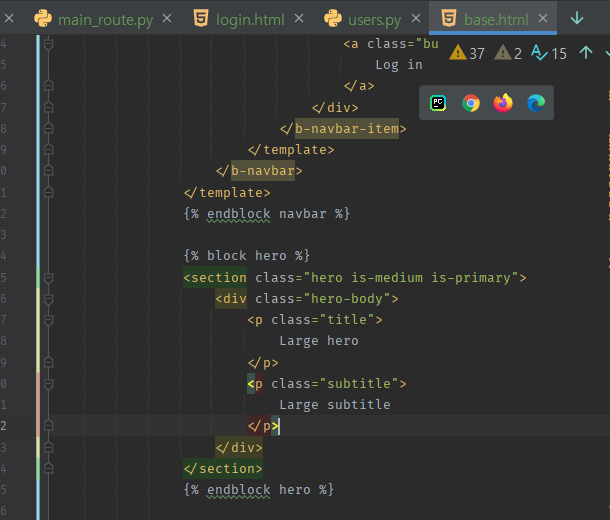 main_route.py login.html users.py base.html
4 <a class="bu 37 2 15
5 Log in
6 </a>
7 </div>
8 </b-navbar-item>
9 </template>
0 </b-navbar>
1 </template>
2 {% endblock navbar %}
3
4 {% block hero %}
5 <section class="hero is-medium is-primary">
6 <div class="hero-body">
7 <p class="title">
8 Large hero
9 </p>
0 <p class="subtitle">
1 Large subtitle
2 </p>
3 </div>
4 </section>
5 {% endblock hero %}
6